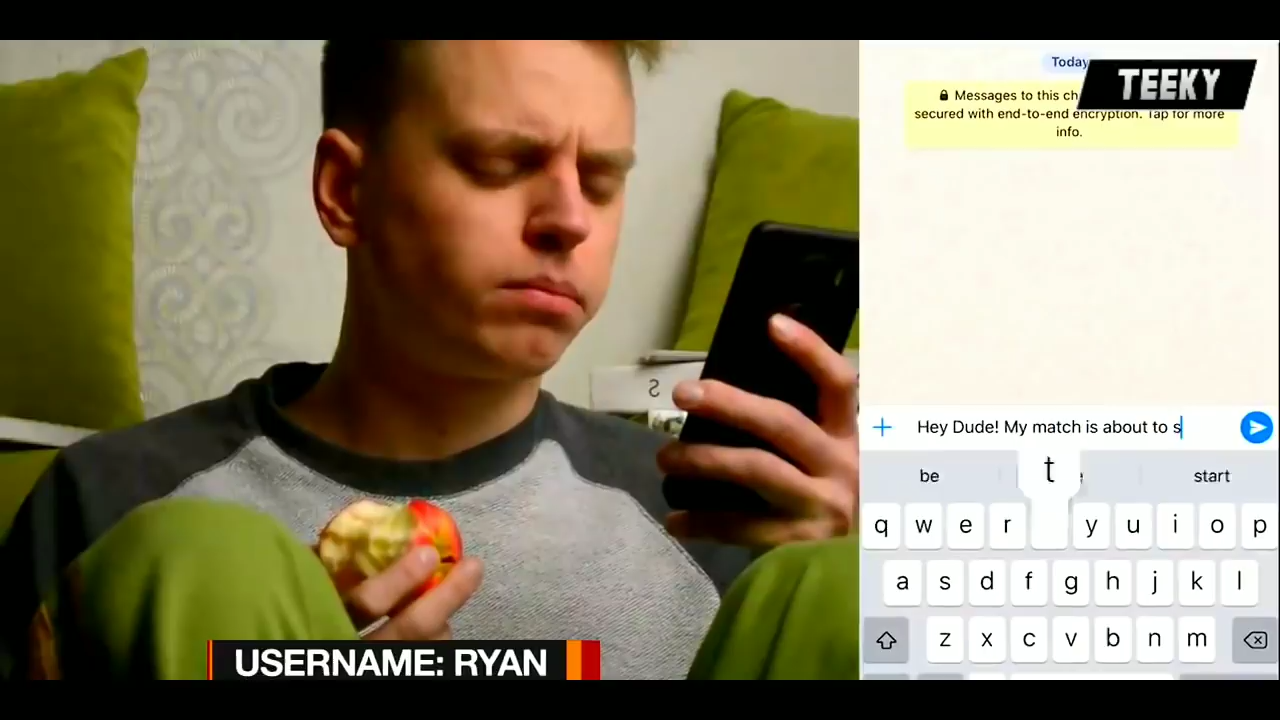 Today
TEEKY
🔒 Messages to this ch
secured with end-to-end encryption. Tap for more
info.
Hey Dude! My match is about to s
be
t
start
q w e r y u i o p
a s d f g h j k l
z x c v b n m
USERNAME: RYAN